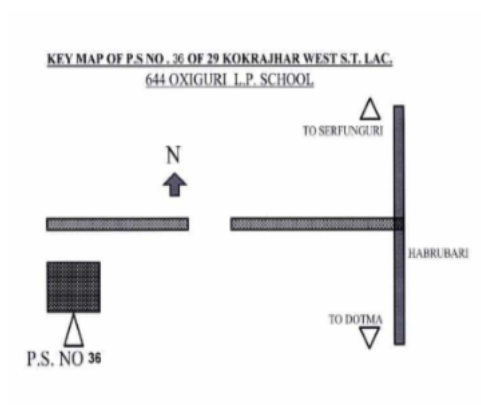 KEY MAP OF P.S NO . 36 OF 29 KOKRAJHAR WEST S.T. LAC.
644 OXIGURI L.P. SCHOOL
TO SERFUNGURI
N
HABRUBARI
TO DOTMA
P.S. NO 36